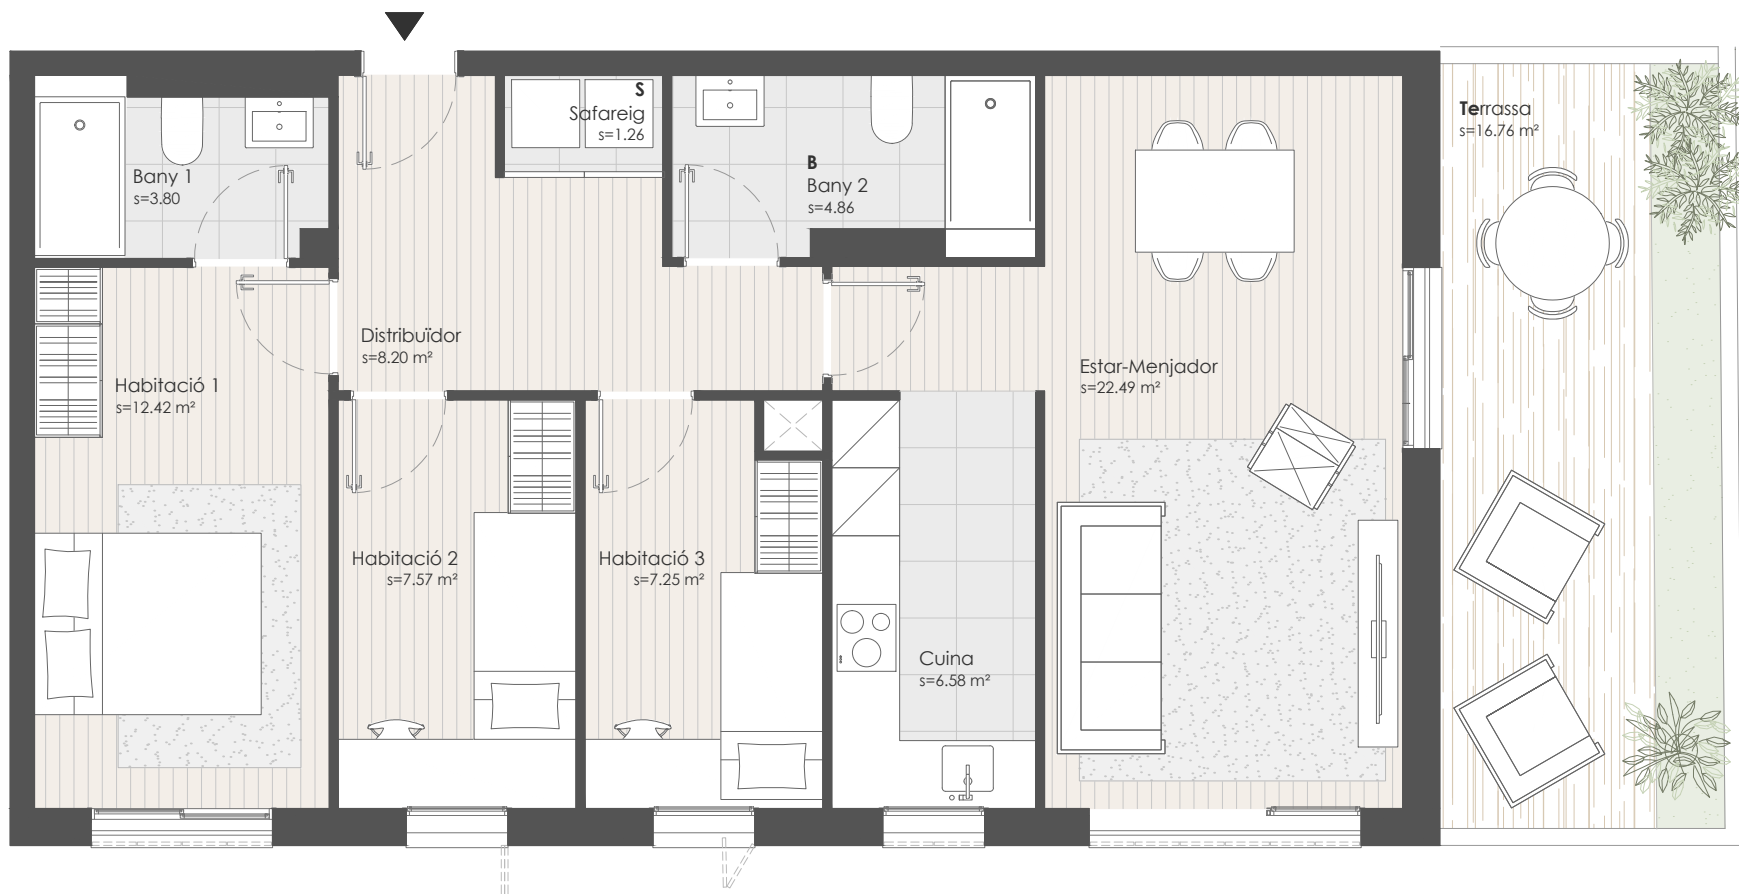 S
Safareig
s=1.26
Terrassa
s=16.76 m²
B
Bany 2
s=4.86
Bany 1
s=3.80
Distribuïdor
s=8.20 m²
Estar-Menjador
s=22.49 m²
Habitació 1
s=12.42 m²
Habitació 2
s=7.57 m²
Habitació 3
s=7.25 m²
Cuina
s=6.58 m²